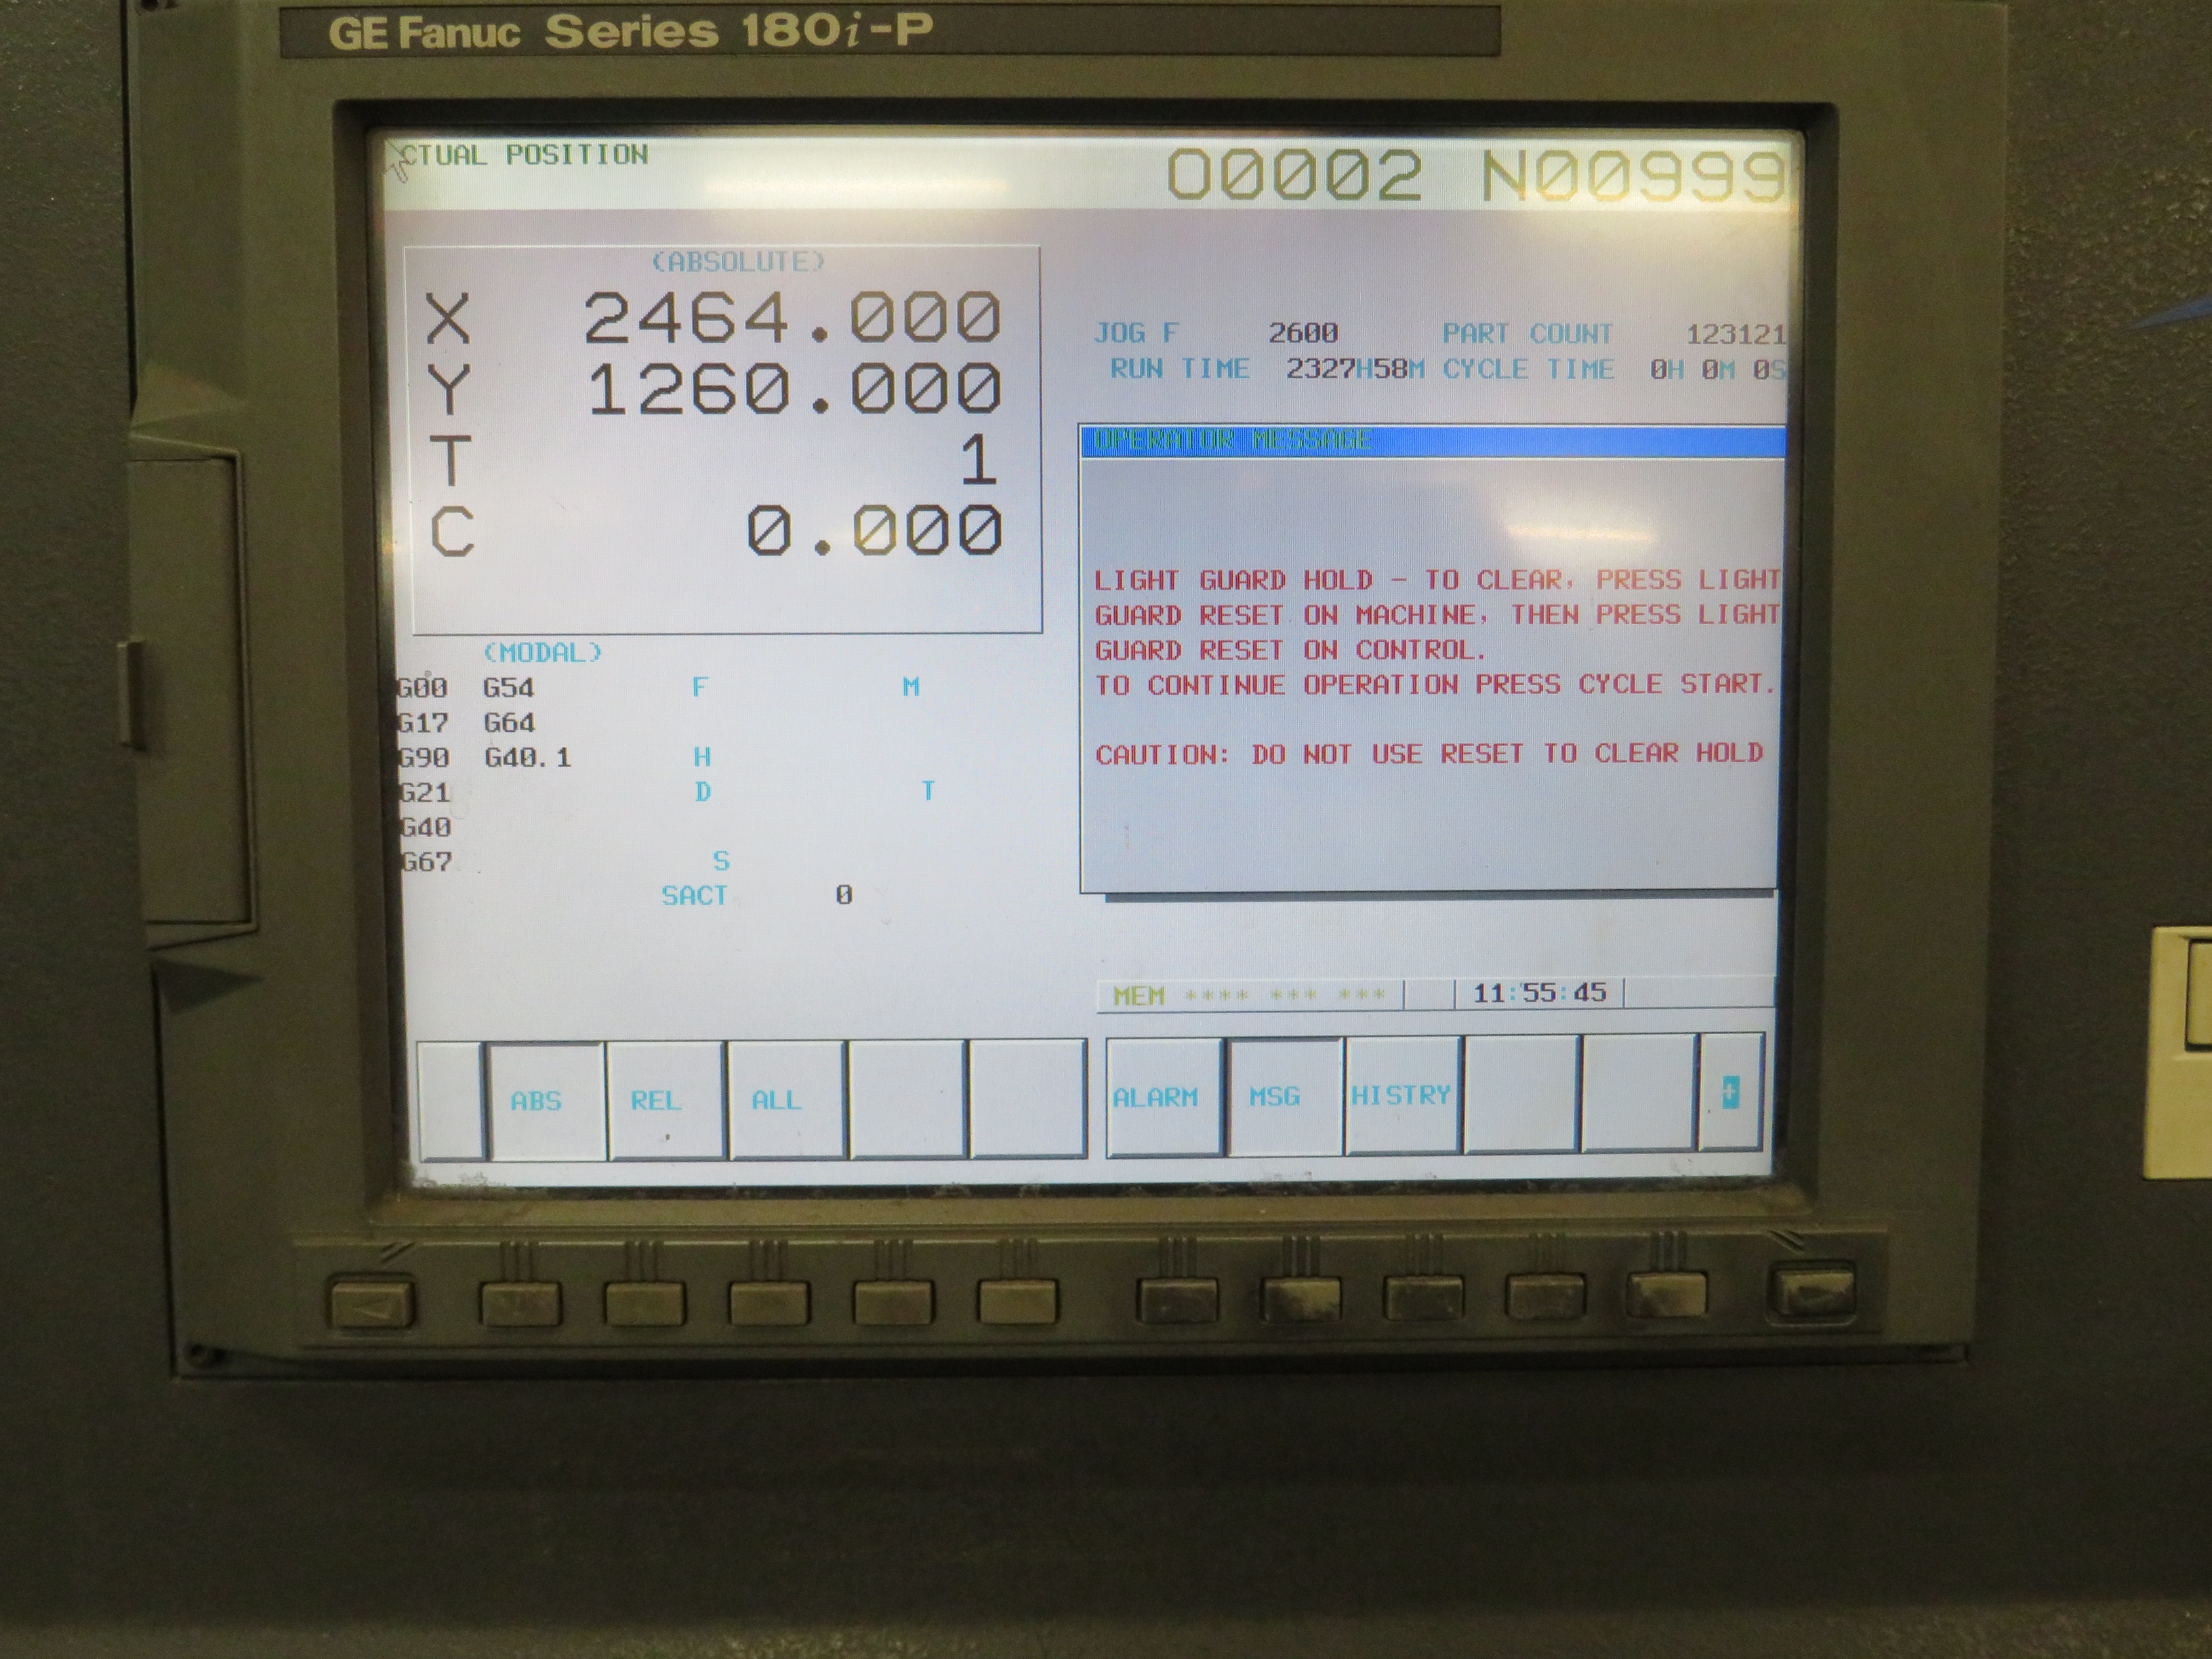 GE Fanuc Series 180i-P
CTUAL POSITION
O0002 N00999
(ABSOLUTE)
X 2464.000
Y 1260.000
T 1
C 0.000
JOG F 2600 PART COUNT 123121
RUN TIME 2327H58M CYCLE TIME 0H 0M 0S
OPERATOR MESSAGE
LIGHT GUARD HOLD - TO CLEAR, PRESS LIGHT
GUARD RESET ON MACHINE, THEN PRESS LIGHT
GUARD RESET ON CONTROL.
TO CONTINUE OPERATION PRESS CYCLE START.
CAUTION: DO NOT USE RESET TO CLEAR HOLD
(MODAL)
G00 G54 F M
G17 G64
G90 G40.1 H
G21 D T
G40
G67 S
SACT 0
MEM **** *** *** 11:55:45
ABS REL ALL ALARM MSG HISTRY +